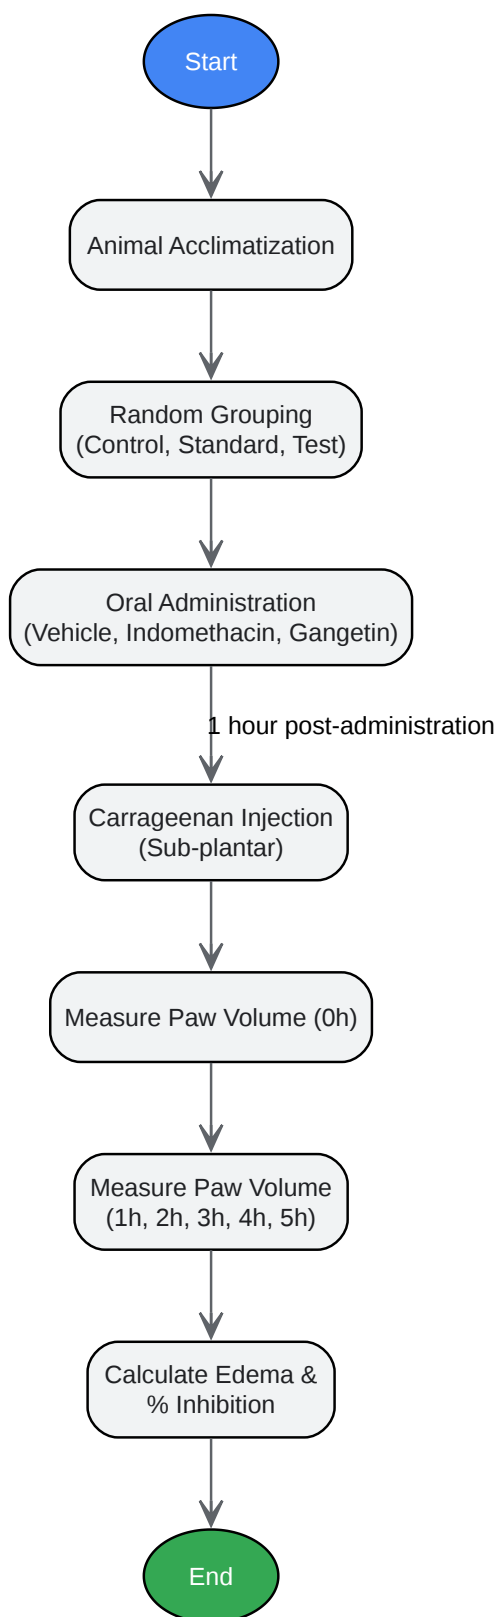 Start
Animal Acclimatization
Random Grouping
(Control, Standard, Test)
Oral Administration
(Vehicle, Indomethacin, Gangetin)
1 hour post-administration
Carrageenan Injection
(Sub-plantar)
Measure Paw Volume (0h)
Measure Paw Volume
(1h, 2h, 3h, 4h, 5h)
Calculate Edema &
% Inhibition
End